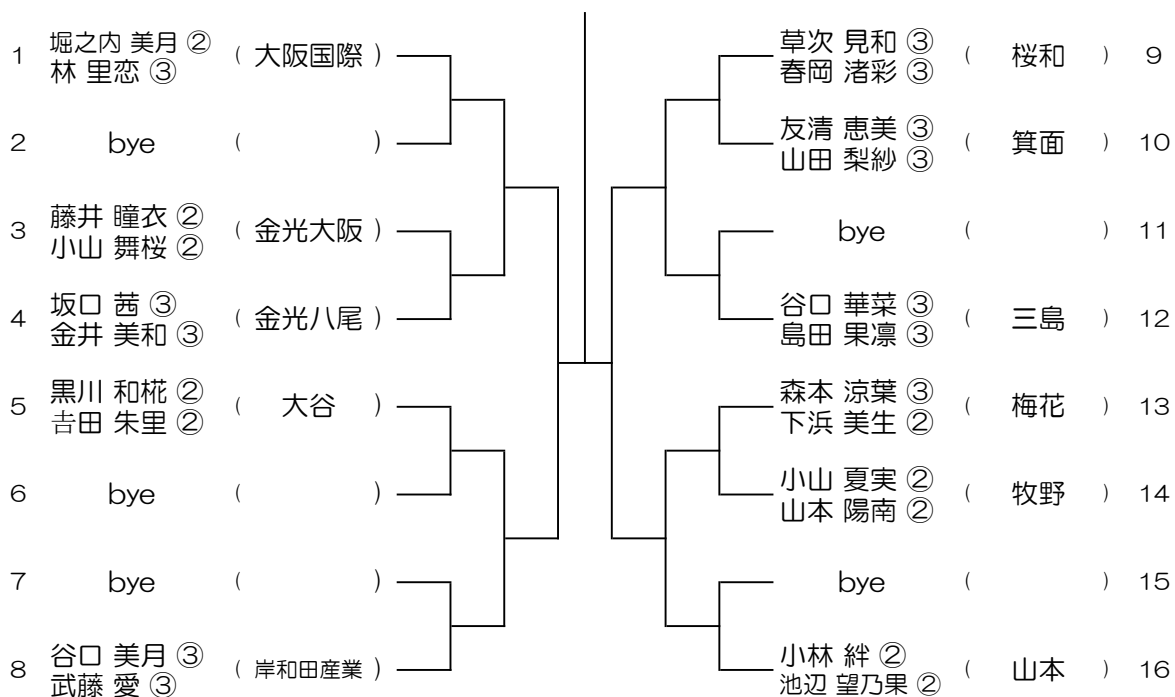 1 堀之内 美月 ② ( 大阪国際 )
林 里恋 ③
2 bye ( )
3 藤井 瞳衣 ② ( 金光大阪 )
小山 舞桜 ②
4 坂口 茜 ③ ( 金光八尾 )
金井 美和 ③
5 黒川 和椛 ② ( 大谷 )
𠮷田 朱里 ②
6 bye ( )
7 bye ( )
8 谷口 美月 ③ ( 岸和田産業 )
武藤 愛 ③
草次 見和 ③ ( 桜和 ) 9
春岡 渚彩 ③
友清 恵美 ③ ( 箕面 ) 10
山田 梨紗 ③
bye ( ) 11
谷口 華菜 ③ ( 三島 ) 12
島田 果凛 ③
森本 涼葉 ③ ( 梅花 ) 13
下浜 美生 ②
小山 夏実 ② ( 牧野 ) 14
山本 陽南 ②
bye ( ) 15
小林 絆 ② ( 山本 ) 16
池辺 望乃果 ②